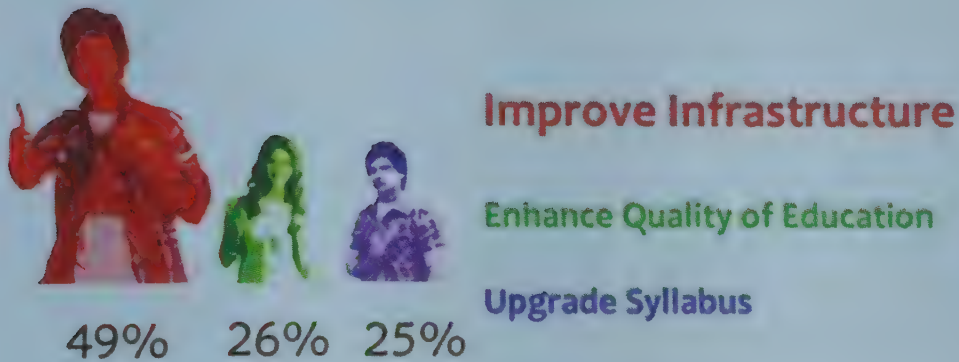 Improve Infrastructure
Enhance Quality of Education
Upgrade Syllabus
49% 26% 25%